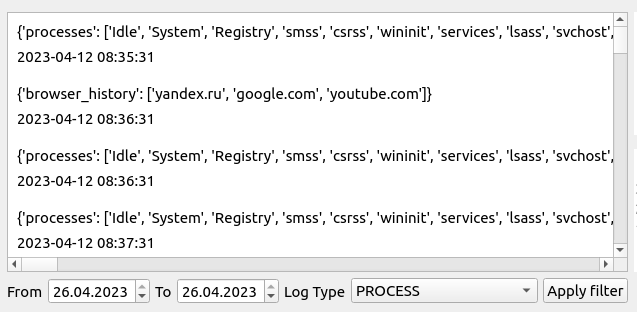 {'processes': ['Idle', 'System', 'Registry', 'smss', 'csrss', 'wininit', 'services', 'lsass', 'svchost',
2023-04-12 08:35:31
{'browser_history': ['yandex.ru', 'google.com', 'youtube.com']}
2023-04-12 08:36:31
{'processes': ['Idle', 'System', 'Registry', 'smss', 'csrss', 'wininit', 'services', 'lsass', 'svchost',
2023-04-12 08:36:31
{'processes': ['Idle', 'System', 'Registry', 'smss', 'csrss', 'wininit', 'services', 'lsass', 'svchost',
2023-04-12 08:37:31
From 26.04.2023 To 26.04.2023 Log Type PROCESS Apply filter